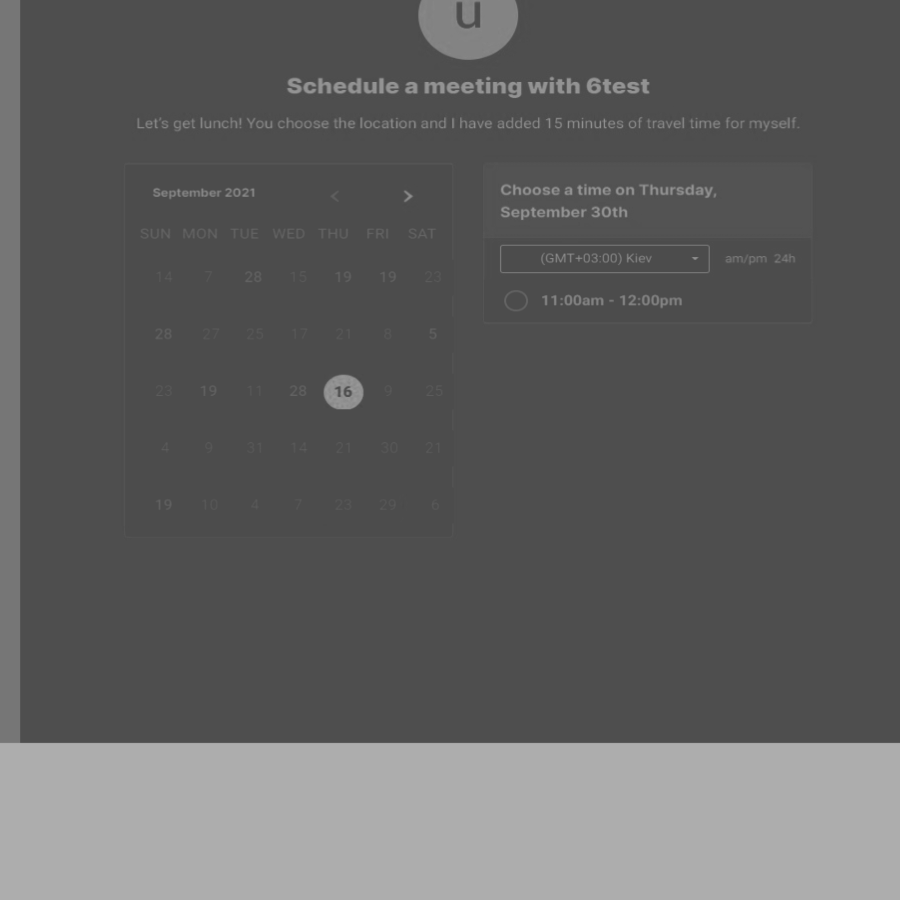 u
Schedule a meeting with 6test
Let's get lunch! You choose the location and I have added 15 minutes of travel time for myself.
September 2021 < >
SUN MON TUE WED THU FRI SAT
14 7 28 15 19 19 23
28 27 25 17 21 8 5
23 19 11 28 16 9 25
4 9 31 14 21 30 21
19 10 4 7 23 29 6
Choose a time on Thursday,
September 30th
(GMT+03:00) Kiev am/pm 24h
11:00am - 12:00pm